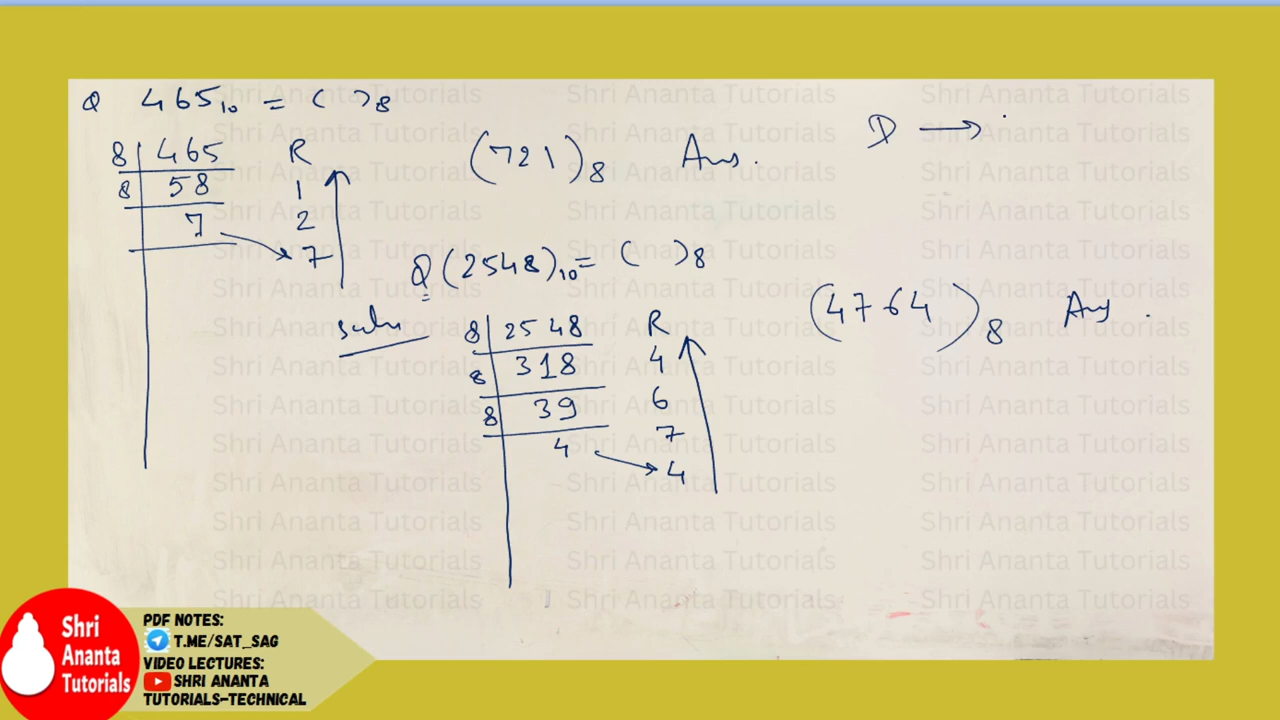 Q 465₁₀ = ( )₈
8 | 465 R
8 | 58 1
7 → 7
2
(721)₈ Ans.
D →
Q (2548)₁₀ = ( )₈
8 | 2548 R
8 | 318 4
8 | 39 6
7
4 → 4
(4764)₈ Ans.
Shri Ananta Tutorials
Shri
Ananta
Tutorials
PDF NOTES:
T.ME/SAT_SAG
VIDEO LECTURES:
SHRI ANANTA
TUTORIALS-TECHNICAL